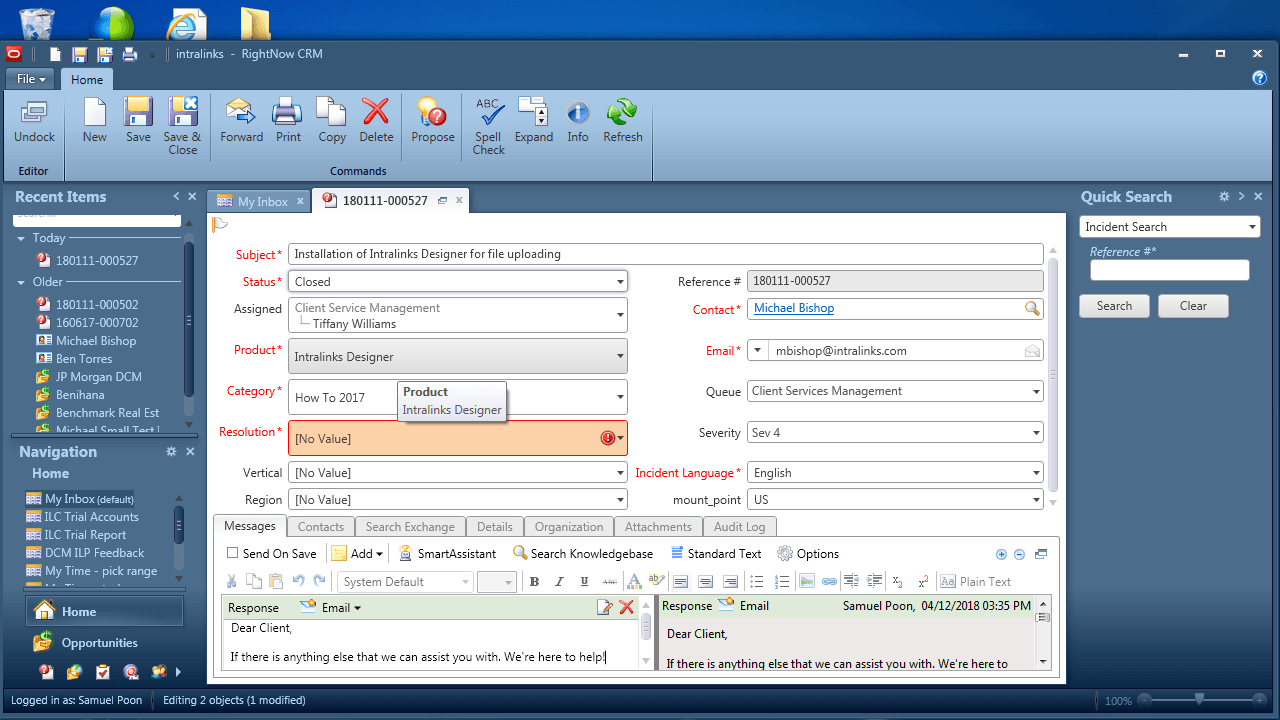 intralinks - RightNow CRM
File
Home
Undock
New
Save
Save & Close
Forward
Print
Copy
Delete
Propose
ABC
Spell Check
Expand
Info
Refresh
Editor
Commands
Recent Items
Today
180111-000527
Older
180111-000502
160617-000702
Michael Bishop
Ben Torres
JP Morgan DCM
Benihana
Benchmark Real Est
Navigation
Home
My Inbox (default)
ILC Trial Accounts
ILC Trial Report
DCM ILP Feedback
My Time - pick range
Home
Opportunities
My Inbox
180111-000527
Subject* Installation of Intralinks Designer for file uploading
Status* Closed
Reference # 180111-000527
Assigned Client Service Management
Tiffany Williams
Contact* Michael Bishop
Product* Intralinks Designer
Email* mbishop@intralinks.com
Category* How To 2017
Product
Intralinks Designer
Queue Client Services Management
Resolution* [No Value]
Severity Sev 4
Vertical [No Value]
Incident Language* English
Region [No Value]
mount_point US
Messages
Contacts
Search Exchange
Details
Organization
Attachments
Audit Log
Send On Save
Add
SmartAssistant
Search Knowledgebase
Standard Text
Options
System Default
B I U ABC
Plain Text
Response Email
Dear Client,
If there is anything else that we can assist you with. We're here to help!
Response Email Samuel Poon, 04/12/2018 03:35 PM
Dear Client,
If there is anything else that we can assist you with. We're here to
Quick Search
Incident Search
Reference #*
Search
Clear
Logged in as: Samuel Poon
Editing 2 objects (1 modified)
100%